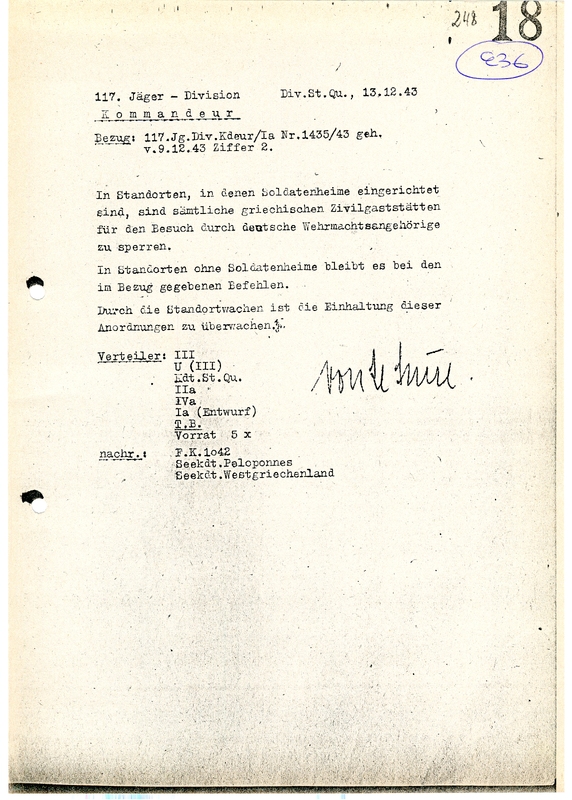 248 18
236
117. Jäger - Division Div.St.Qu., 13.12.43
Kommandeur
Bezug: 117.Jg.Div.Kdeur/Ia Nr.1435/43 geh.
v.9.12.43 Ziffer 2.
In Standorten, in denen Soldatenheime eingerichtet
sind, sind sämtliche griechischen Zivilgaststätten
für den Besuch durch deutsche Wehrmachtsangehörige
zu sperren.
In Standorten ohne Soldatenheime bleibt es bei den
im Bezug gegebenen Befehlen.
Durch die Standortwachen ist die Einhaltung dieser
Anordnungen zu überwachen.
Verteiler: III
U (III)
Kdt.St.Qu.
IIa
IVa
Ia (Entwurf)
T.B.
Vorrat 5 x
nachr.: F.K.1o42
Seekdt.Peloponnes
Seekdt.Westgriechenland